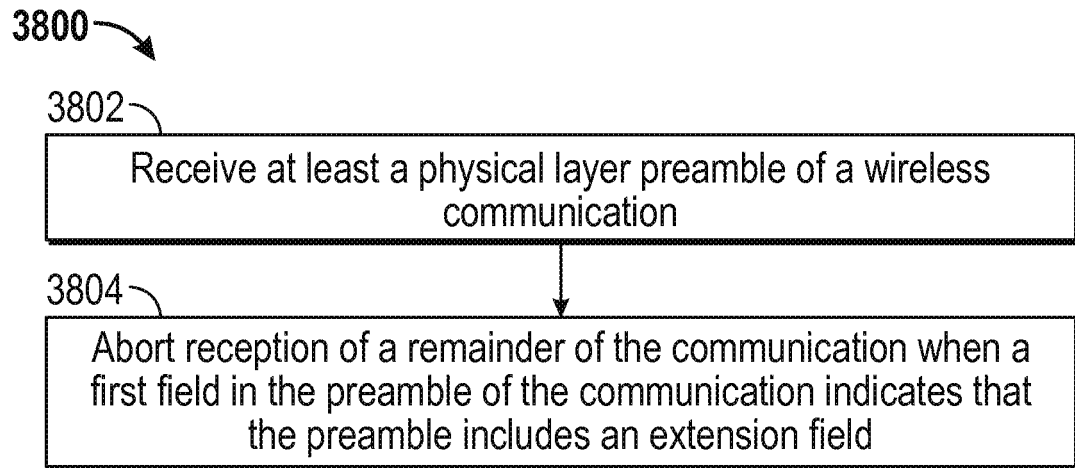 3800
3802
Receive at least a physical layer preamble of a wireless
communication
3804
Abort reception of a remainder of the communication when a
first field in the preamble of the communication indicates that
the preamble includes an extension field